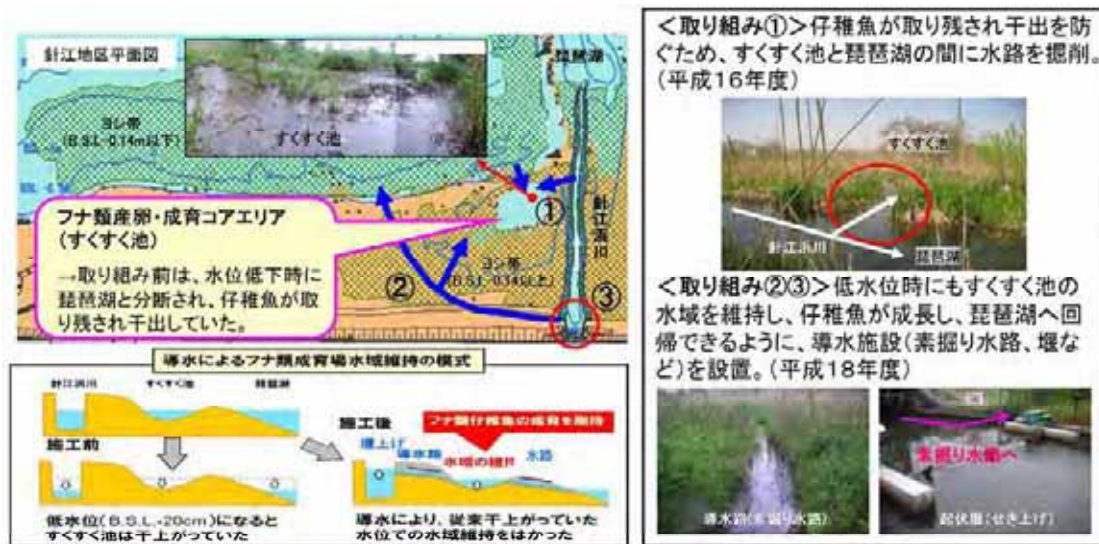 針江地区平面図
琵琶湖
ヨシ帯
(B.S.L-0.14m以下)
すくすく池
①
針江浜川
フナ類産卵・成育コアエリア
(すくすく池)
→取り組み前は、水位低下時に
琵琶湖と分断され、仔稚魚が取
り残され干出していた。
ヨシ帯
(B.S.L-0.14以上)
②
③
導水によるフナ類成育場水域維持の模式
針江浜川
すくすく池
琵琶湖
施工前
施工後
フナ類仔稚魚の成育を期待
堰上げ
導水路
水域の維持
水路
低水位(B.S.L.-20cm)になると
すくすく池は干上がっていた
導水により、従来干上がっていた
水位での水域維持をはかった
<取り組み①>仔稚魚が取り残され干出を防
ぐため、すくすく池と琵琶湖の間に水路を掘削。
(平成16年度)
すくすく池
針江浜川
琵琶湖
<取り組み②③>低水位時にもすくすく池の
水域を維持し、仔稚魚が成長し、琵琶湖へ回
帰できるように、導水施設(素掘り水路、堰な
ど)を設置。(平成18年度)
導水路(素掘り水路)
素掘り水路へ
起伏堰(せき上げ)